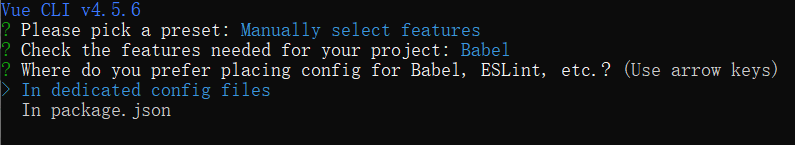 Vue CLI v4.5.6
? Please pick a preset: Manually select features
? Check the features needed for your project: Babel
? Where do you prefer placing config for Babel, ESLint, etc.? (Use arrow keys)
> In dedicated config files
In package.json